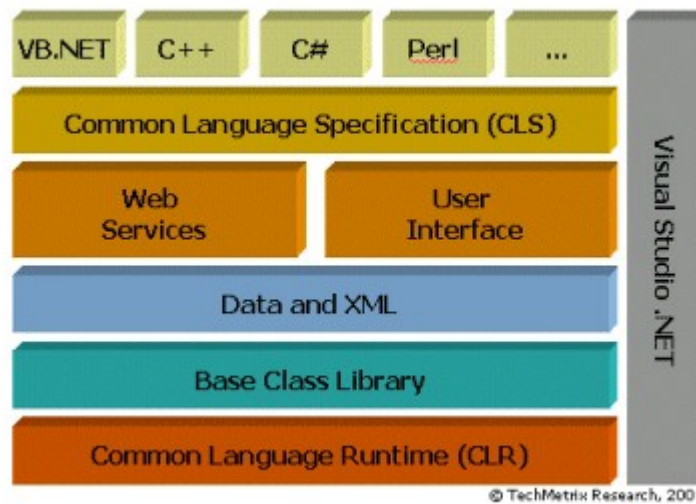 VB.NET C++ C# Perl ...
Common Language Specification (CLS)
Web Services
User Interface
Data and XML
Base Class Library
Common Language Runtime (CLR)
Visual Studio .NET
© TechMetrix Research, 200